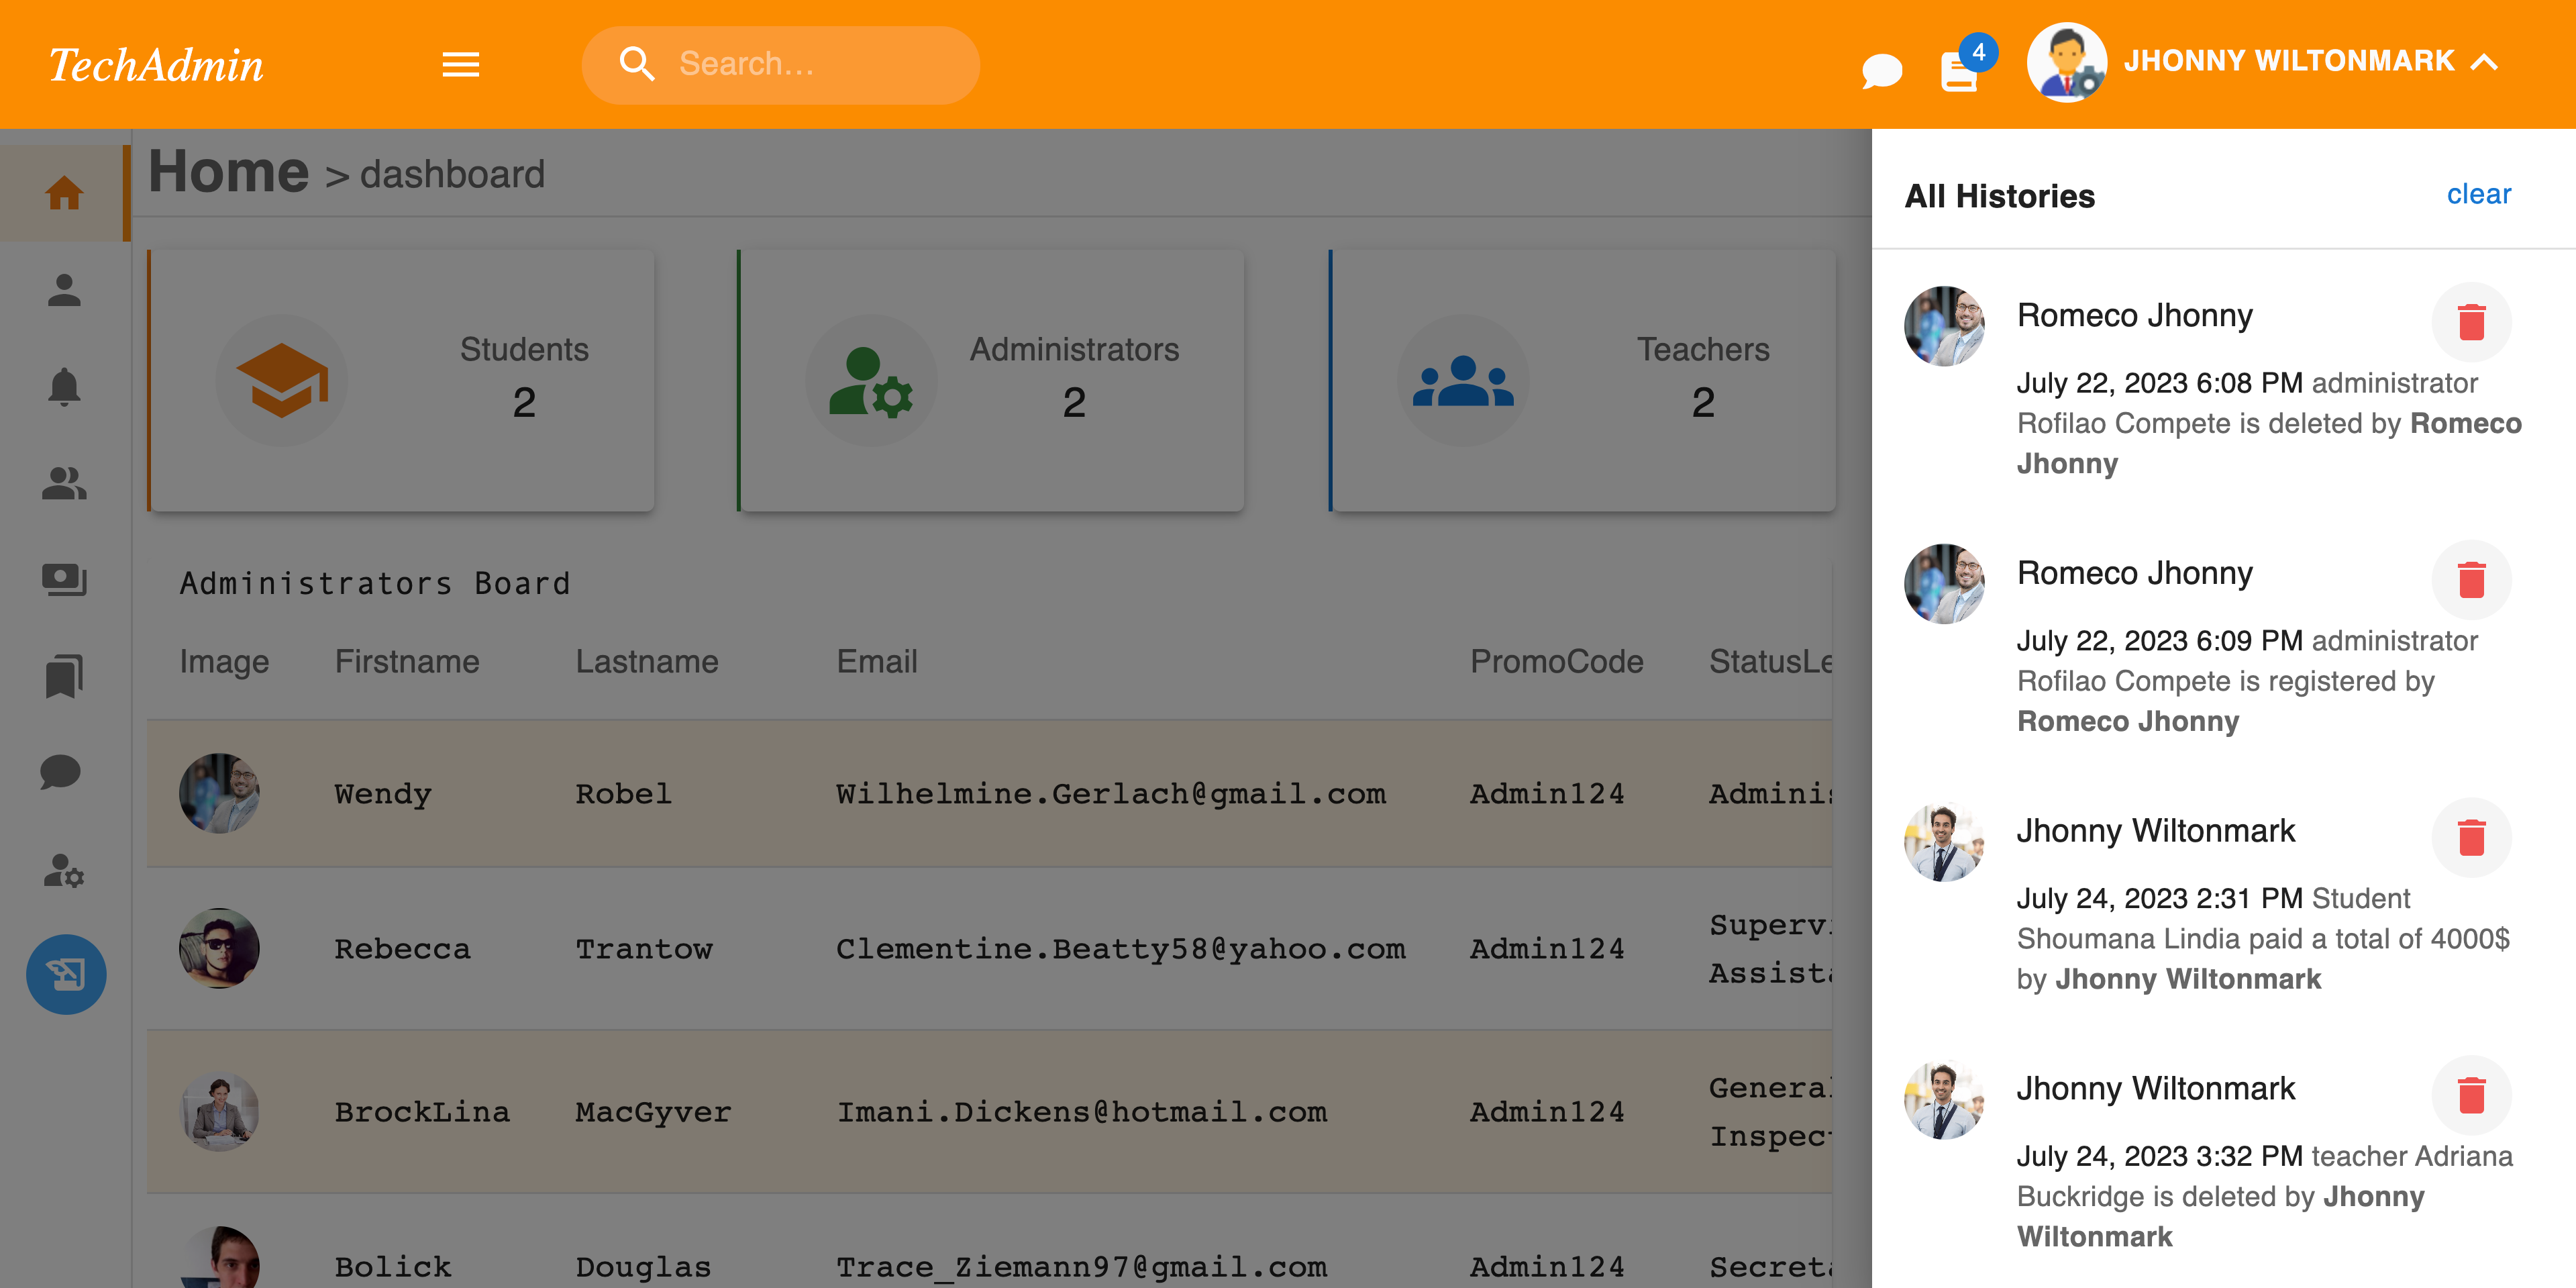 TechAdmin
Search...
4
JHONNY WILTONMARK
Home > dashboard
Students
2
Administrators
2
Teachers
2
Administrators Board
Image Firstname Lastname Email PromoCode StatusLe
Wendy Robel Wilhelmine.Gerlach@gmail.com Admin124 Adminis
Rebecca Trantow Clementine.Beatty58@yahoo.com Admin124 Supervi
Assista
BrockLina MacGyver Imani.Dickens@hotmail.com Admin124 General
Inspect
Bolick Douglas Trace_Ziemann97@gmail.com Admin124 Secreta
All Histories
clear
Romeco Jhonny
July 22, 2023 6:08 PM administrator
Rofilao Compete is deleted by Romeco
Jhonny
Romeco Jhonny
July 22, 2023 6:09 PM administrator
Rofilao Compete is registered by
Romeco Jhonny
Jhonny Wiltonmark
July 24, 2023 2:31 PM Student
Shoumana Lindia paid a total of 4000$
by Jhonny Wiltonmark
Jhonny Wiltonmark
July 24, 2023 3:32 PM teacher Adriana
Buckridge is deleted by Jhonny
Wiltonmark